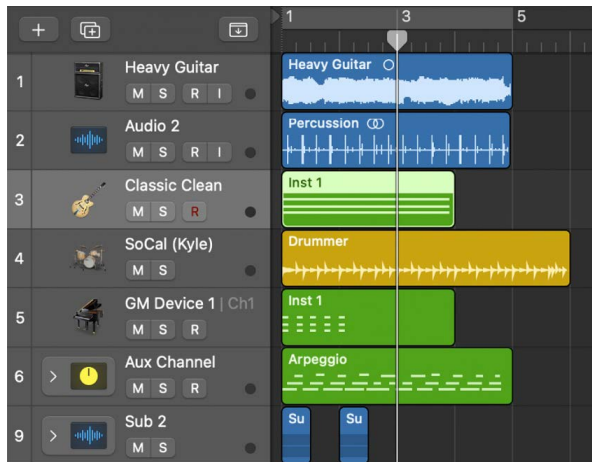 1 3 5
1 Heavy Guitar
M S R I
Heavy Guitar
2 Audio 2
M S R I
Percussion
3 Classic Clean
M S R
Inst 1
4 SoCal (Kyle)
M S
Drummer
5 GM Device 1 | Ch1
M S R
Inst 1
6 Aux Channel
M S R
Arpeggio
9 Sub 2
M S
Su Su